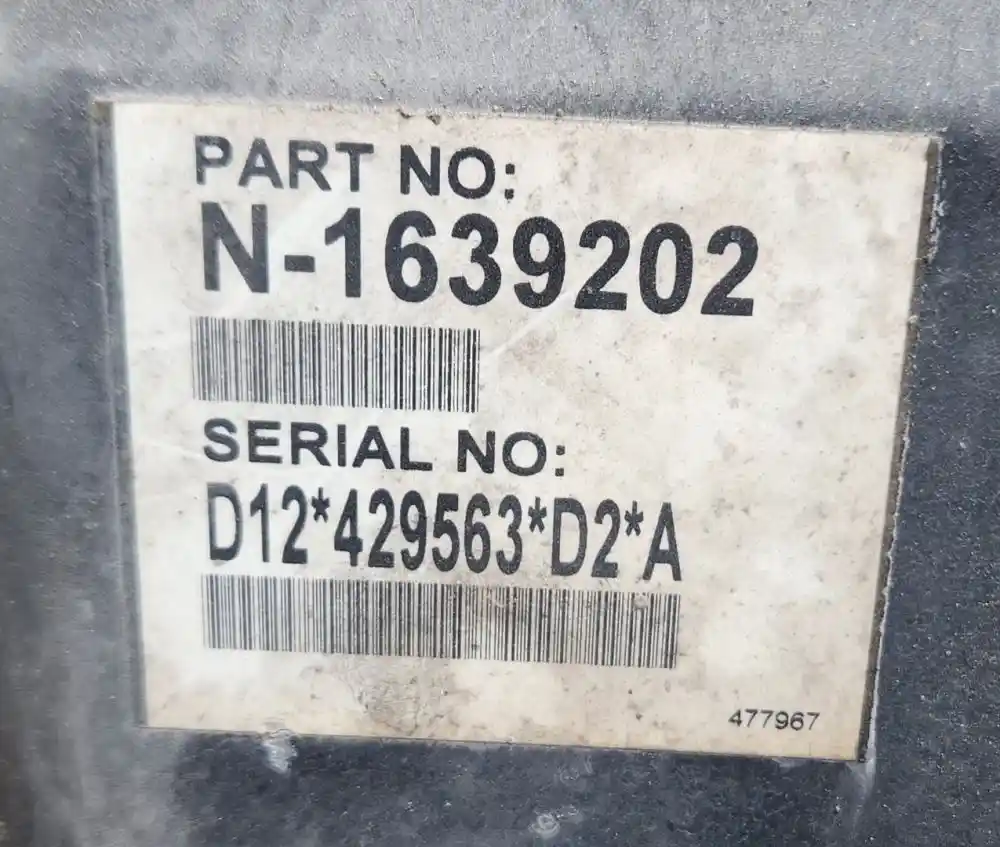 PART NO:
N-1639202
SERIAL NO:
D12*429563*D2*A
477967